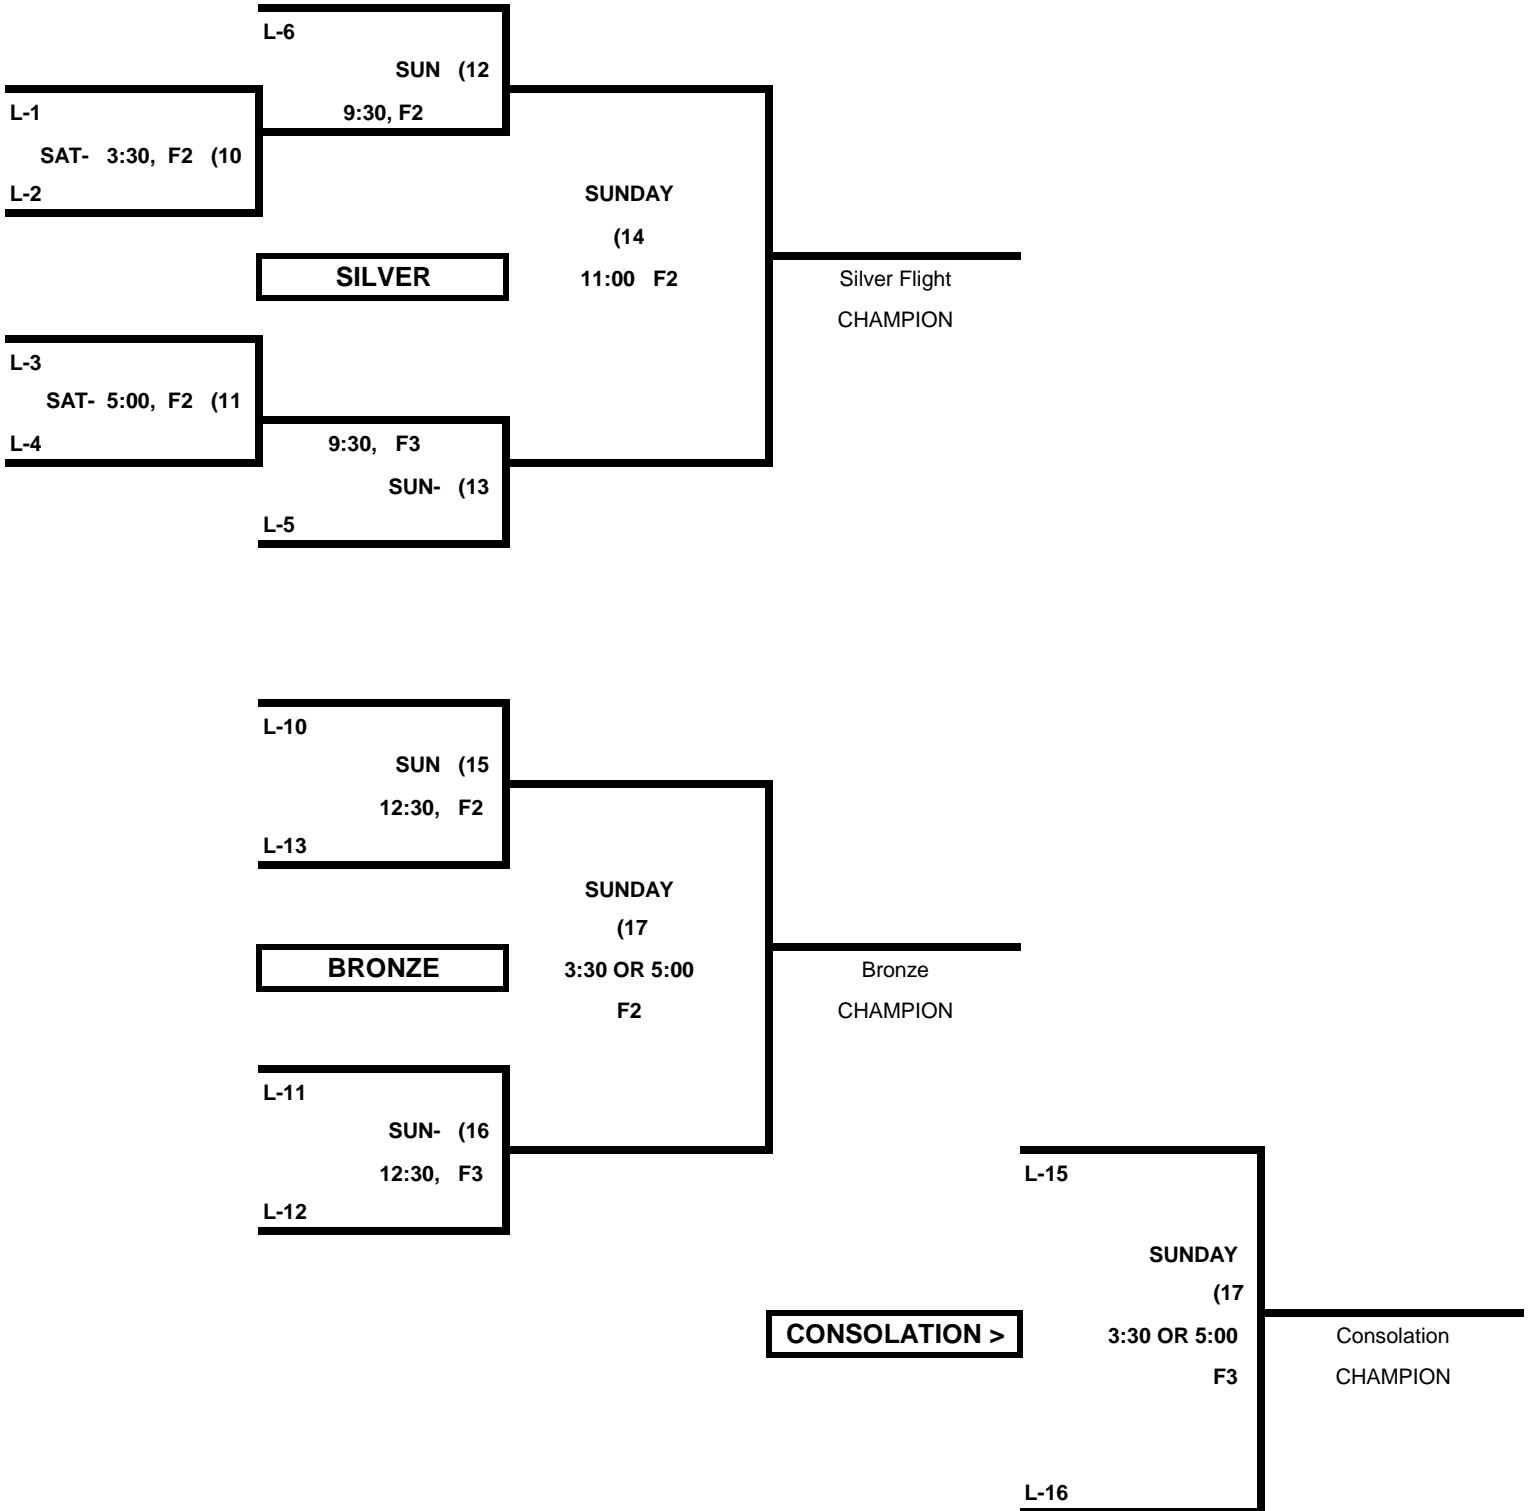 L-6
SUN (12
L-1
9:30, F2
SAT- 3:30, F2 (10
L-2
SUNDAY
(14
SILVER
11:00 F2
Silver Flight
CHAMPION
L-3
SAT- 5:00, F2 (11
L-4
9:30, F3
SUN- (13
L-5
L-10
SUN (15
12:30, F2
L-13
SUNDAY
(17
BRONZE
3:30 OR 5:00
Bronze
F2
CHAMPION
L-11
SUN- (16
12:30, F3
L-15
L-12
SUNDAY
(17
CONSOLATION >
3:30 OR 5:00
Consolation
F3
CHAMPION
L-16